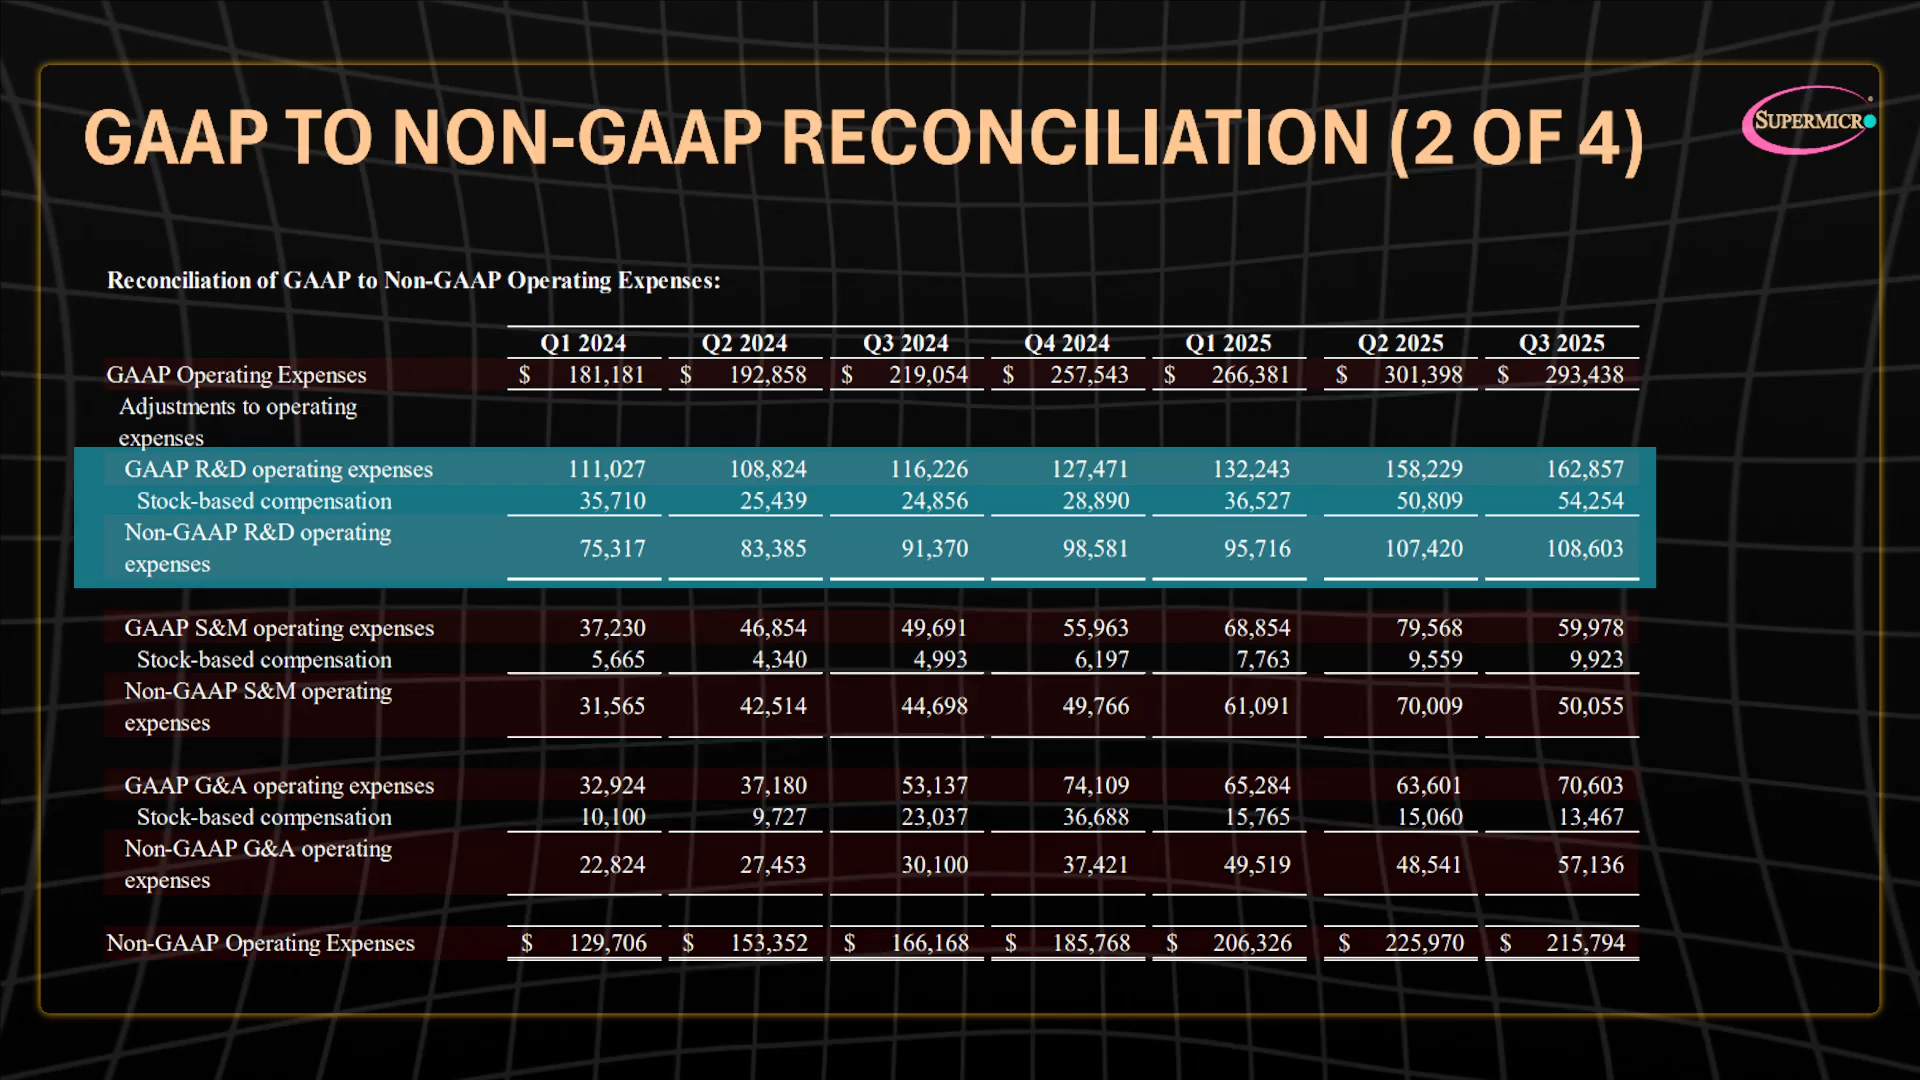 GAAP TO NON-GAAP RECONCILIATION (2 OF 4)
SUPERMICRO
Reconciliation of GAAP to Non-GAAP Operating Expenses:
Q1 2024 Q2 2024 Q3 2024 Q4 2024 Q1 2025 Q2 2025 Q3 2025
GAAP Operating Expenses $ 181,181 $ 192,858 $ 219,054 $ 257,543 $ 266,381 $ 301,398 $ 293,438
Adjustments to operating
expenses
GAAP R&D operating expenses 111,027 108,824 116,226 127,471 132,243 158,229 162,857
Stock-based compensation 35,710 25,439 24,856 28,890 36,527 50,809 54,254
Non-GAAP R&D operating
expenses 75,317 83,385 91,370 98,581 95,716 107,420 108,603
GAAP S&M operating expenses 37,230 46,854 49,691 55,963 68,854 79,568 59,978
Stock-based compensation 5,665 4,340 4,993 6,197 7,763 9,559 9,923
Non-GAAP S&M operating
expenses 31,565 42,514 44,698 49,766 61,091 70,009 50,055
GAAP G&A operating expenses 32,924 37,180 53,137 74,109 65,284 63,601 70,603
Stock-based compensation 10,100 9,727 23,037 36,688 15,765 15,060 13,467
Non-GAAP G&A operating
expenses 22,824 27,453 30,100 37,421 49,519 48,541 57,136
Non-GAAP Operating Expenses $ 129,706 $ 153,352 $ 166,168 $ 185,768 $ 206,326 $ 225,970 $ 215,794